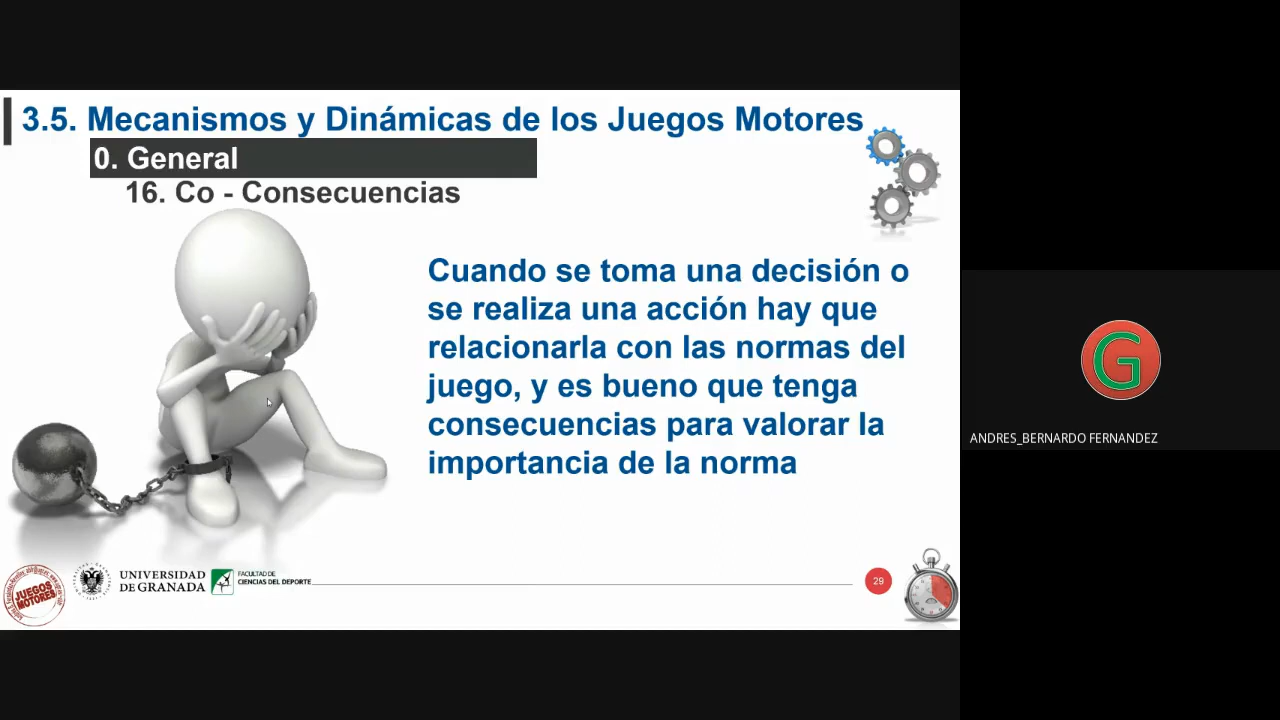 3.5. Mecanismos y Dinámicas de los Juegos Motores
0. General
16. Co - Consecuencias
Cuando se toma una decisión o
se realiza una acción hay que
relacionarla con las normas del
juego, y es bueno que tenga
consecuencias para valorar la
importancia de la norma
G
ANDRES_BERNARDO FERNANDEZ
JUEGOS
MOTORES
UNIVERSIDAD
DE GRANADA
FACULTAD DE
CIENCIAS DEL DEPORTE
29